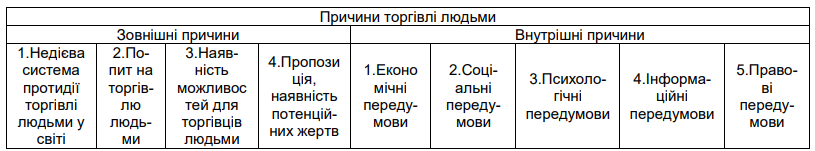 Причини торгівлі людьми
Зовнішні причини
Внутрішні причини
1.Недієва
система
протидії
торгівлі
людьми у
світі
2.По-
пит на
торгів-
лю
людь-
ми
3.Наяв-
ність
можливос
тей для
торгівців
людьми
4.Пропози
ція,
наявність
потенцій-
них жертв
1.Еконо
мічні
переду-
мови
2.Соці-
альні
переду-
мови
3.Психоло-
гічні
передумови
4.Інформа-
ційні
передумови
5.Право-
ві
переду-
мови